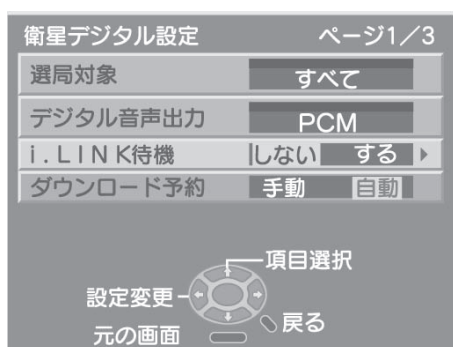 衛星デジタル設定 ページ1/3
選局対象 すべて
デジタル音声出力 PCM
i.LINK待機 しない する
ダウンロード予約 手動 自動
項目選択
設定変更
戻る
元の画面